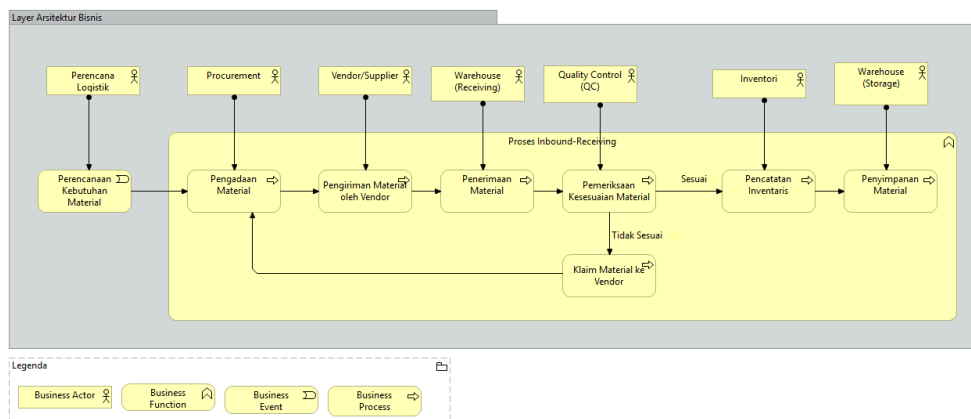 Layer Arsitektur Bisnis
Perencana
Logistik
Procurement
Vendor/Supplier
Warehouse
(Receiving)
Quality Control
(QC)
Inventori
Warehouse
(Storage)
Proses Inbound-Receiving
Perencanaan
Kebutuhan
Material
Pengadaan
Material
Pengiriman Material
oleh Vendor
Penerimaan
Material
Pemeriksaan
Kesesuaian Material
Sesuai
Pencatatan
Inventaris
Penyimpanan
Material
Tidak Sesuai
Klaim Material ke
Vendor
Legenda
Business Actor
Business
Function
Business
Event
Business
Process